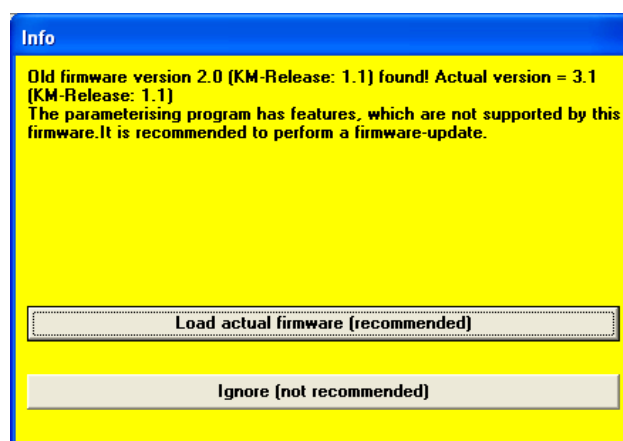 Info
Old firmware version 2.0 (KM-Release: 1.1) found! Actual version = 3.1
(KM-Release: 1.1)
The parameterising program has features, which are not supported by this
firmware.It is recommended to perform a firmware-update.
Load actual firmware (recommended)
Ignore (not recommended)